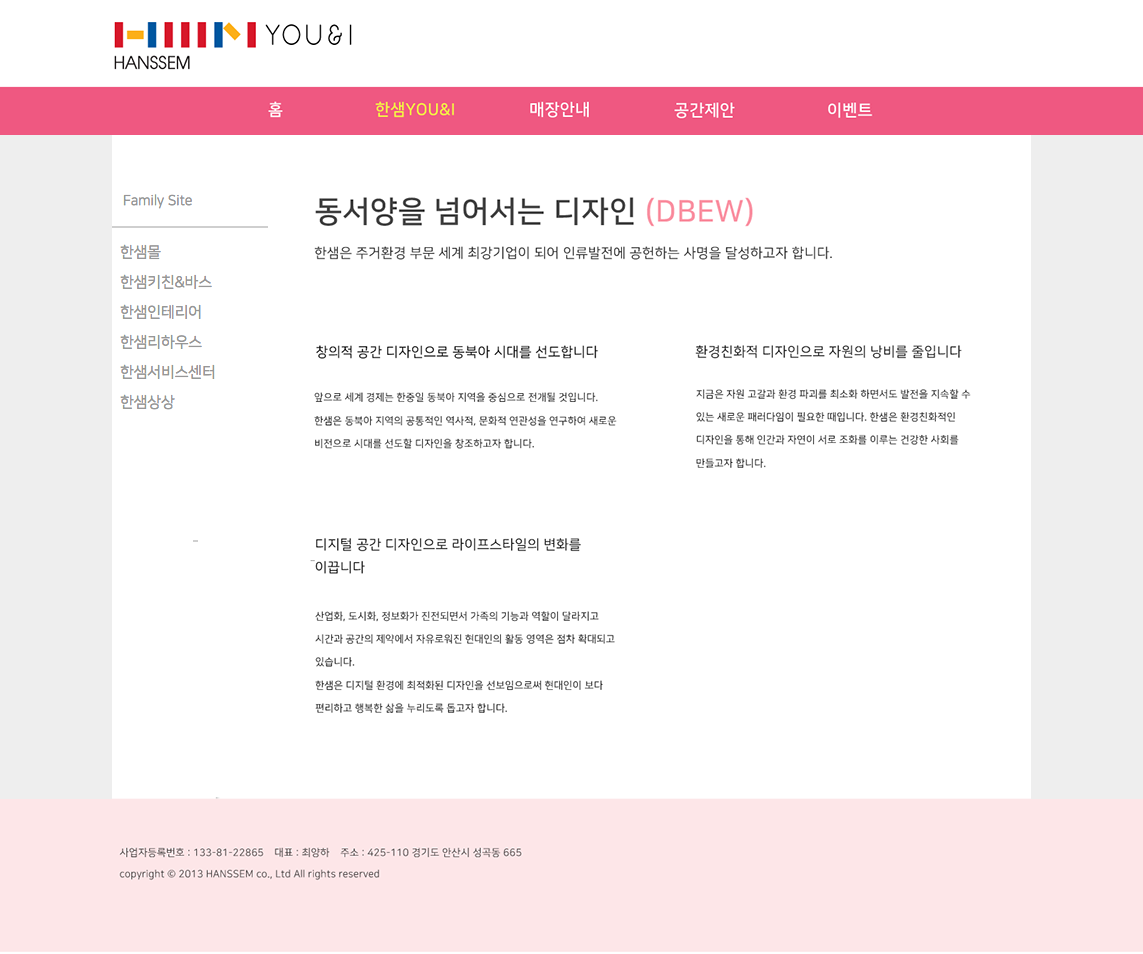 YOU&I
HANSSEM
홈 한샘YOU&I 매장안내 공간제안 이벤트
Family Site
한샘몰
한샘키친&바스
한샘인테리어
한샘리하우스
한샘서비스센터
한샘상상
동서양을 넘어서는 디자인 (DBEW)
한샘은 주거환경 부문 세계 최강기업이 되어 인류발전에 공헌하는 사명을 달성하고자 합니다.
창의적 공간 디자인으로 동북아 시대를 선도합니다
앞으로 세계 경제는 한중일 동북아 지역을 중심으로 전개될 것입니다.
한샘은 동북아 지역의 공통적인 역사적, 문화적 연관성을 연구하여 새로운
비전으로 시대를 선도할 디자인을 창조하고자 합니다.
환경친화적 디자인으로 자원의 낭비를 줄입니다
지금은 자원 고갈과 환경 파괴를 최소화 하면서도 발전을 지속할 수
있는 새로운 패러다임이 필요한 때입니다. 한샘은 환경친화적인
디자인을 통해 인간과 자연이 서로 조화를 이루는 건강한 사회를
만들고자 합니다.
디지털 공간 디자인으로 라이프스타일의 변화를
이끕니다
산업화, 도시화, 정보화가 진전되면서 가족의 기능과 역할이 달라지고
시간과 공간의 제약에서 자유로워진 현대인의 활동 영역은 점차 확대되고
있습니다.
한샘은 디지털 환경에 최적화된 디자인을 선보임으로써 현대인이 보다
편리하고 행복한 삶을 누리도록 돕고자 합니다.
사업자등록번호 : 133-81-22865 대표 : 최양하 주소 : 425-110 경기도 안산시 성곡동 665
copyright © 2013 HANSSEM co., Ltd All rights reserved